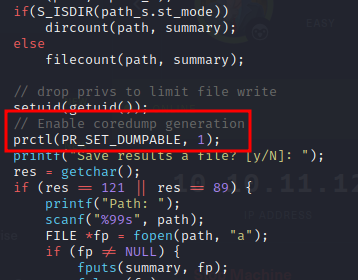 if(S_ISDIR(path_s.st_mode))
dircount(path, summary);
else
filecount(path, summary);
// drop privs to limit file write
setuid(getuid());
// Enable coredump generation
prctl(PR_SET_DUMPABLE, 1);
printf("Save results a file? [y/N]: ");
res = getchar();
if (res == 121 || res == 89) {
printf("Path: ");
scanf("%99s", path);
FILE *fp = fopen(path, "a");
if (fp ≠ NULL) {
fputs(summary, fp);